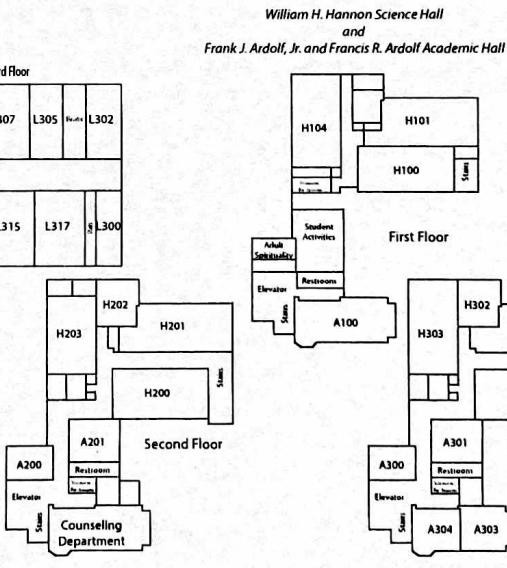 William H. Hannon Science Hall
and
Frank J. Ardolf, Jr. and Francis R. Ardolf Academic Hall
rd Floor
307
L305
L302
L315
L317
L300
H104
H101
H100
Stairs
Student
Activities
Adult
Spirituality
Elevator
Restrooms
Stairs
A100
First Floor
H202
H203
H201
H200
Stairs
A201
A200
Restroom
Elevator
Stairs
Counseling
Department
Second Floor
H302
H303
A301
A300
Restroom
Elevator
Stairs
A304
A303